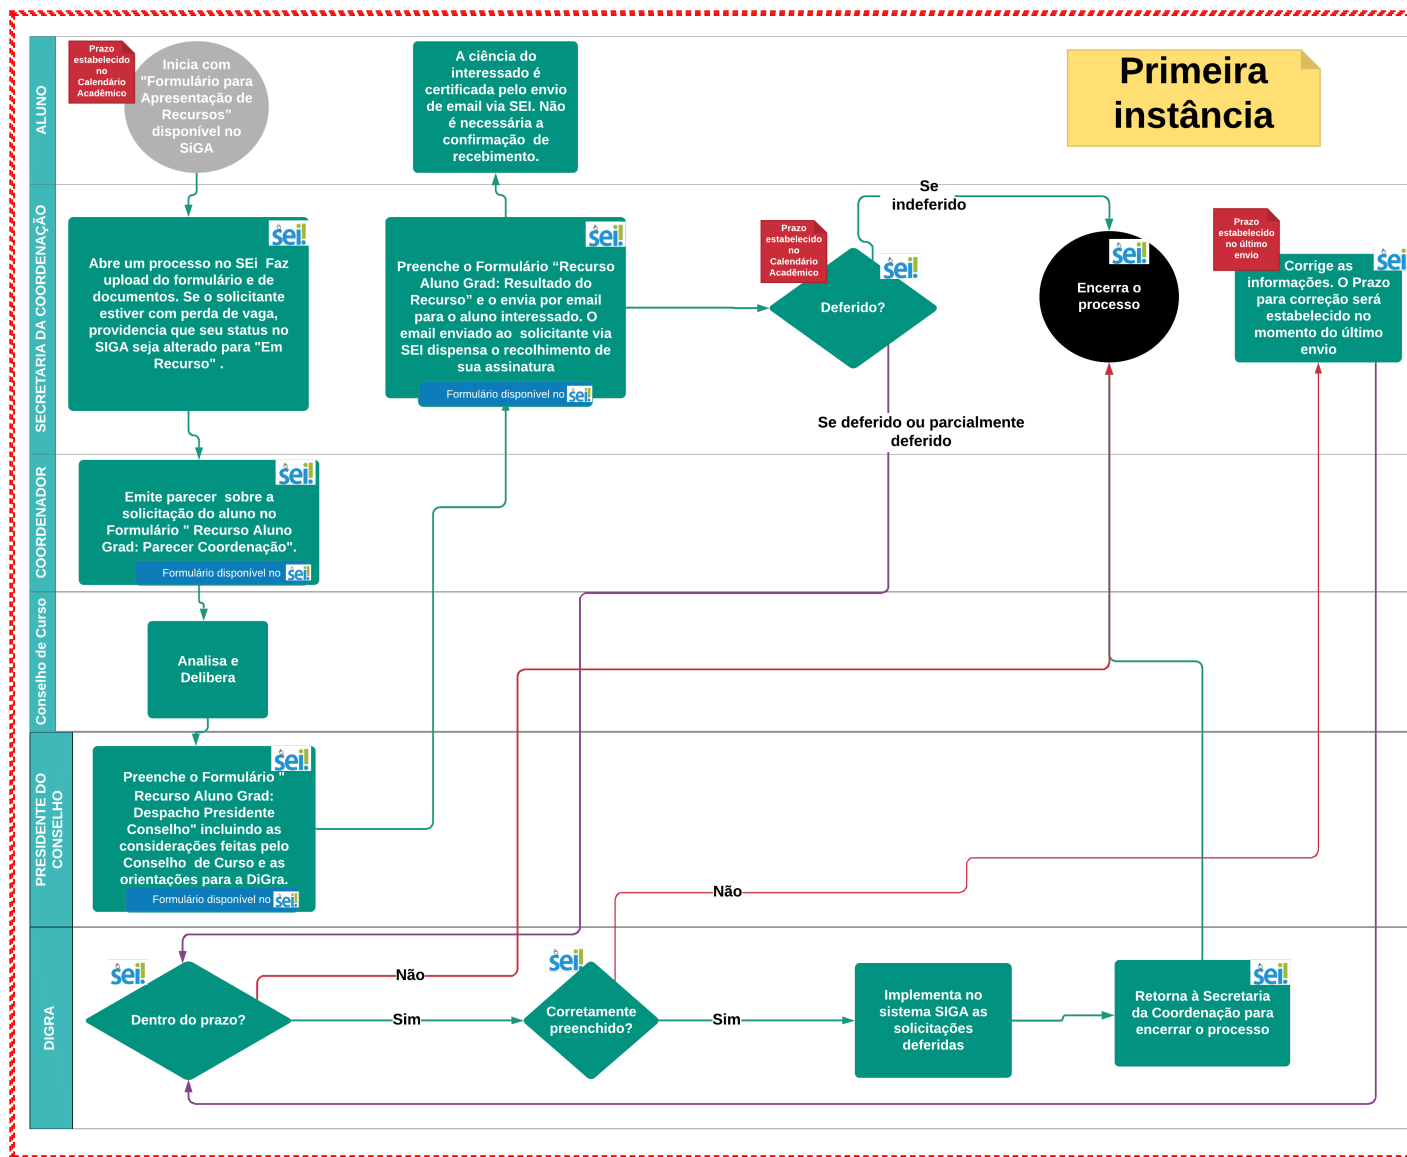 ALUNO
Prazo
estabelecido
no
Calendário
Acadêmico
Inicia com
"Formulário para
Apresentação de
Recursos"
disponível no
SiGA
A ciência do
interessado é
certificada pelo envio
de email via SEI. Não
é necessária a
confirmação de
recebimento.
Primeira
instância
SECRETARIA DA COORDENAÇÃO
sei!
Abre um processo no SEi Faz
upload do formulário e de
documentos. Se o solicitante
estiver com perda de vaga,
providencia que seu status no
SIGA seja alterado para "Em
Recurso" .
sei!
Preenche o Formulário “Recurso
Aluno Grad: Resultado do
Recurso” e o envia por email
para o aluno interessado. O
email enviado ao solicitante via
SEI dispensa o recolhimento de
sua assinatura
Formulário disponível no sei!
Prazo
estabelecido
no
Calendário
Acadêmico
sei!
Deferido?
Se
indeferido
Se deferido ou parcialmente
deferido
sei!
Encerra o
processo
Prazo
estabelecido
no último
envio
sei!
Corrige as
informações. O Prazo
para correção será
estabelecido no
momento do último
envio
COORDENADOR
sei!
Emite parecer sobre a
solicitação do aluno no
Formulário " Recurso Aluno
Grad: Parecer Coordenação".
Formulário disponível no sei!
Conselho de Curso
Analisa e
Delibera
PRESIDENTE DO
CONSELHO
sei!
Preenche o Formulário "
Recurso Aluno Grad:
Despacho Presidente
Conselho" incluindo as
considerações feitas pelo
Conselho de Curso e as
orientações para a DiGra.
Formulário disponível no sei!
Não
DIGRA
sei!
Dentro do prazo?
Não
Sim
sei!
Corretamente
preenchido?
Sim
Implementa no
sistema SIGA as
solicitações
deferidas
sei!
Retorna à Secretaria
da Coordenação para
encerrar o processo